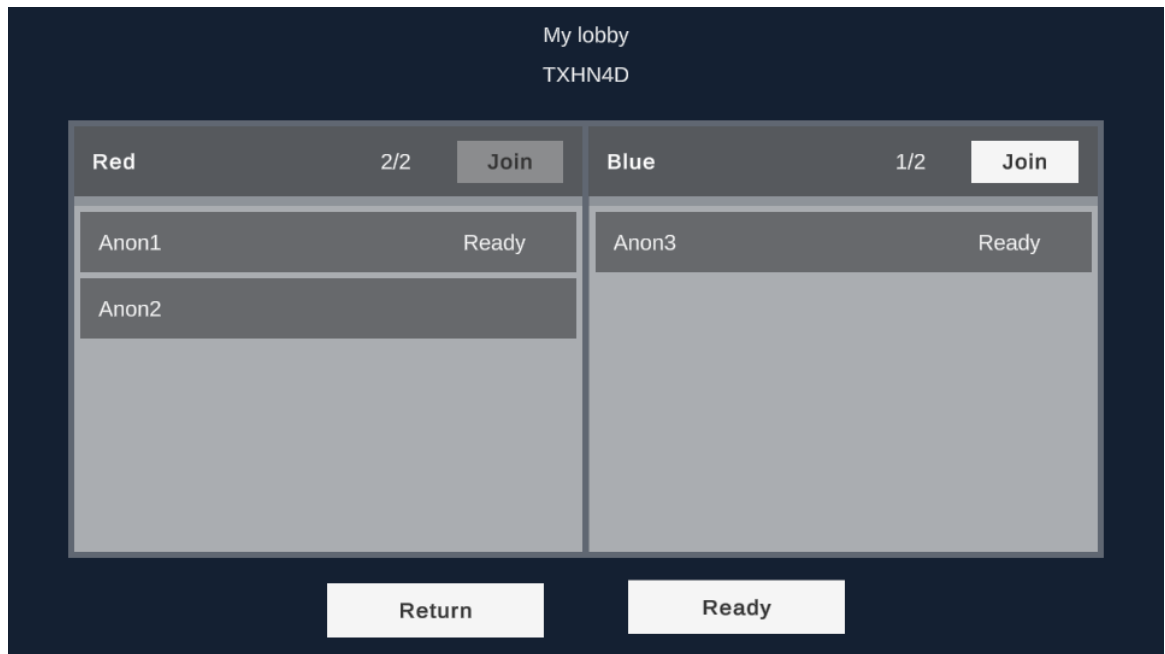 My lobby
TXHN4D
Red 2/2 Join Blue 1/2 Join
Anon1 Ready Anon3 Ready
Anon2
Return Ready